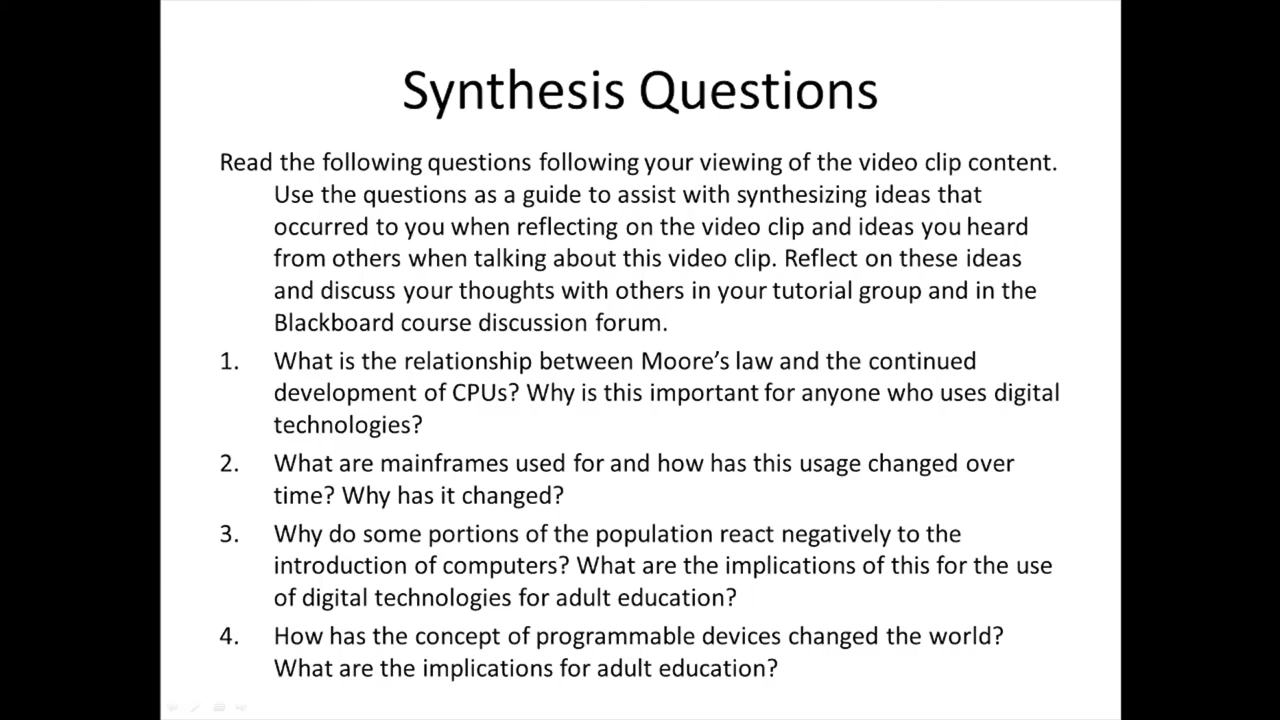 Synthesis Questions
Read the following questions following your viewing of the video clip content.
Use the questions as a guide to assist with synthesizing ideas that
occurred to you when reflecting on the video clip and ideas you heard
from others when talking about this video clip. Reflect on these ideas
and discuss your thoughts with others in your tutorial group and in the
Blackboard course discussion forum.
1. What is the relationship between Moore’s law and the continued
development of CPUs? Why is this important for anyone who uses digital
technologies?
2. What are mainframes used for and how has this usage changed over
time? Why has it changed?
3. Why do some portions of the population react negatively to the
introduction of computers? What are the implications of this for the use
of digital technologies for adult education?
4. How has the concept of programmable devices changed the world?
What are the implications for adult education?